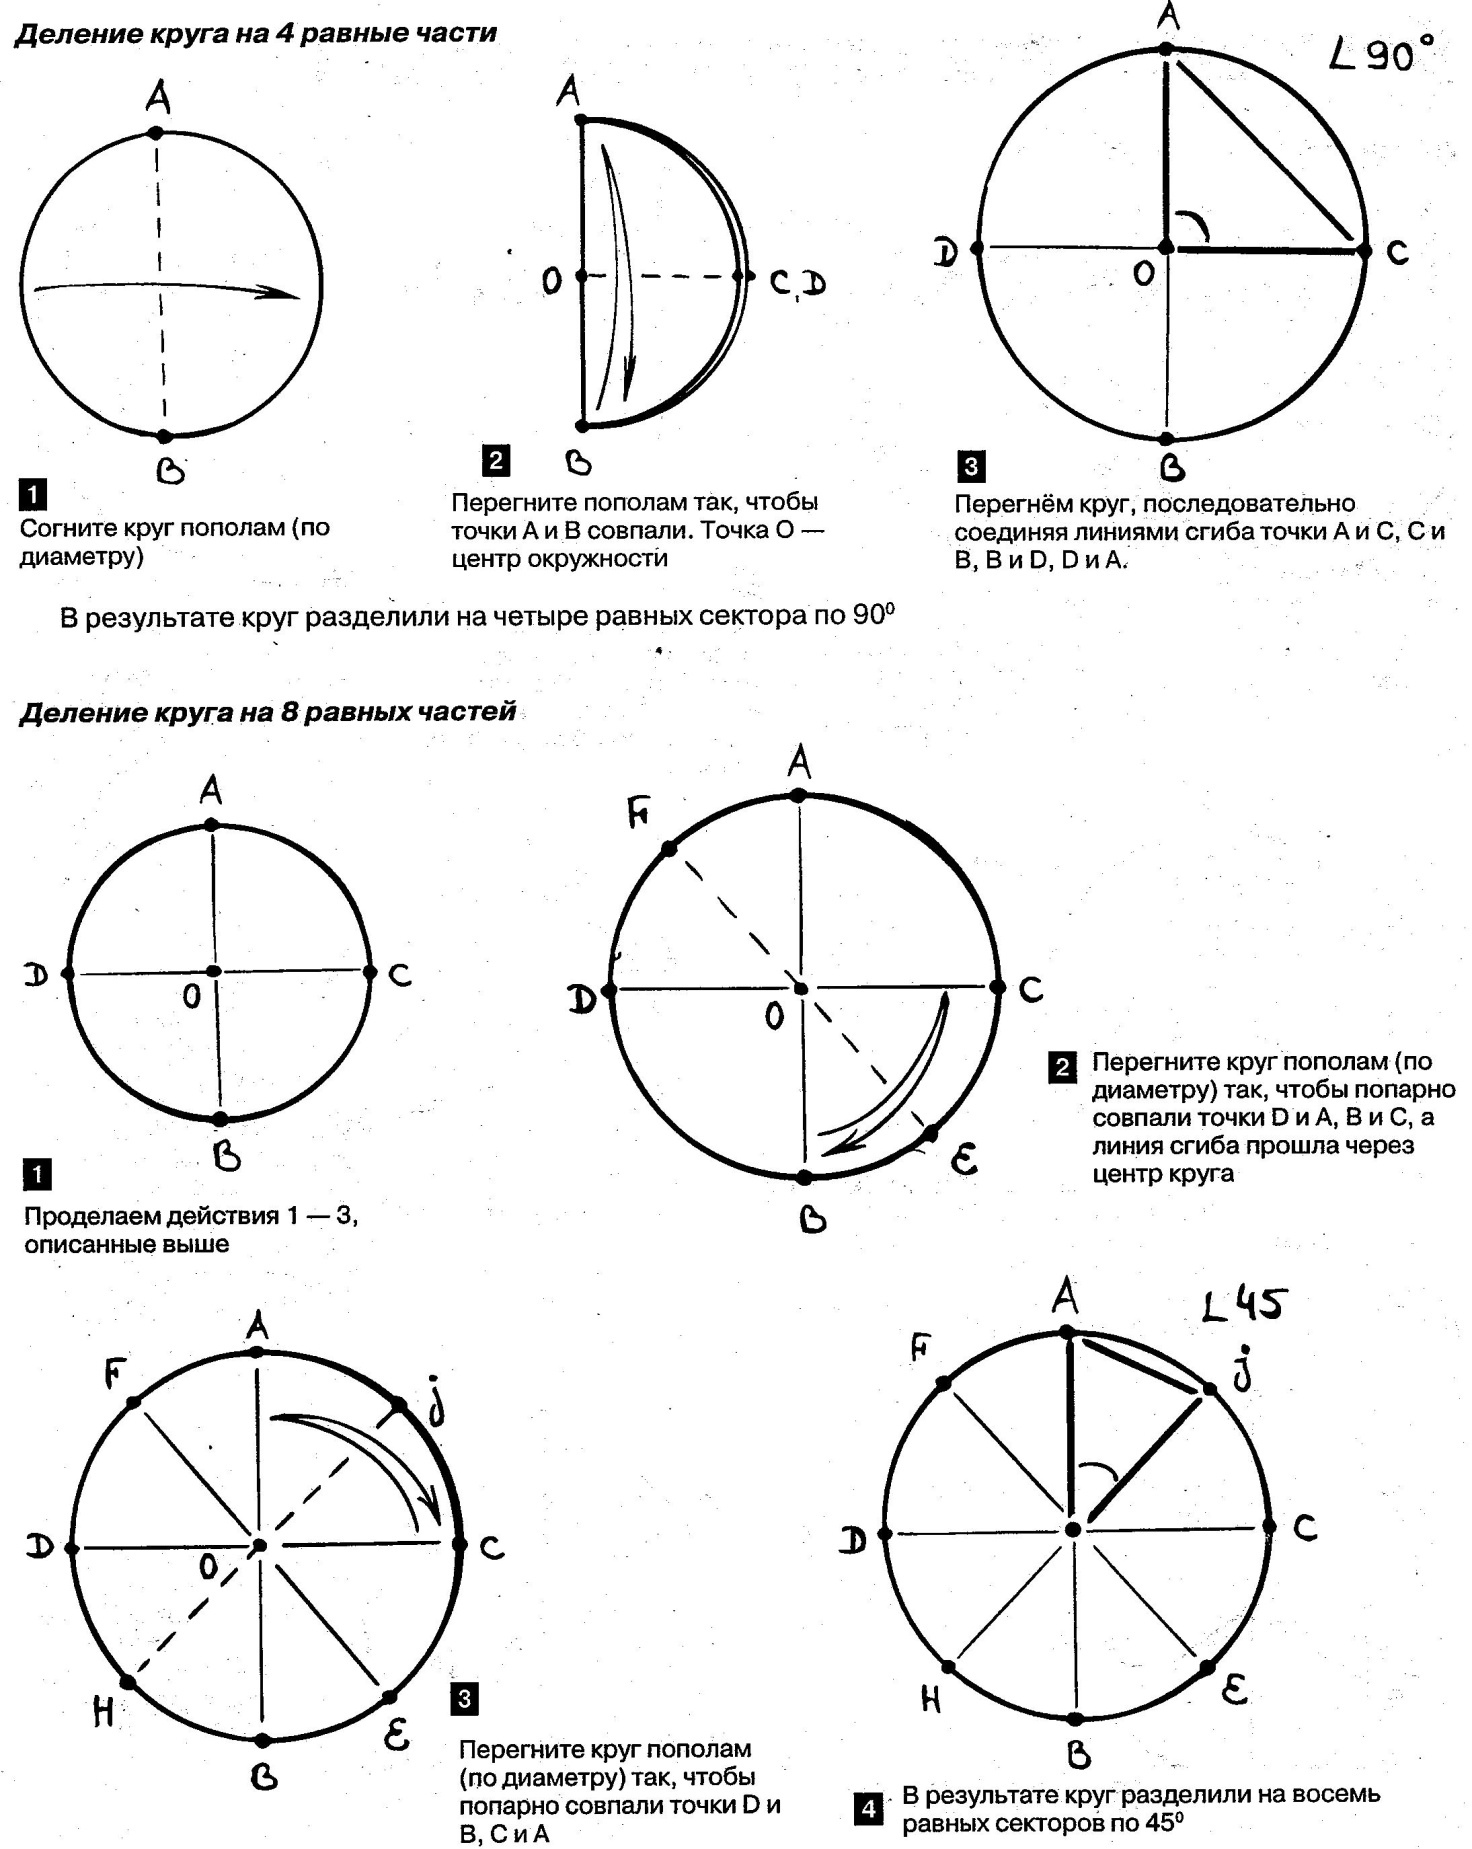 Деление круга на 4 равные части
A
B
1
Согните круг пополам (по
диаметру)
A
O
C, D
B
2
Перегните пополам так, чтобы
точки А и В совпали. Точка О —
центр окружности
A
L 90°
D
O
C
B
3
Перегнём круг, последовательно
соединяя линиями сгиба точки А и С, С и
В, В и D, D и А.
В результате круг разделили на четыре равных сектора по 90⁰
Деление круга на 8 равных частей
A
D
O
C
B
1
Проделаем действия 1 — 3,
описанные выше
A
F
D
O
C
E
B
2
Перегните круг пополам (по
диаметру) так, чтобы попарно
совпали точки D и А, В и С, а
линия сгиба прошла через
центр круга
A
F
j
D
O
C
H
E
B
3
Перегните круг пополам
(по диаметру) так, чтобы
попарно совпали точки D и
В, С и А
A
L 45
F
j
D
C
H
E
B
4
В результате круг разделили на восемь
равных секторов по 45⁰